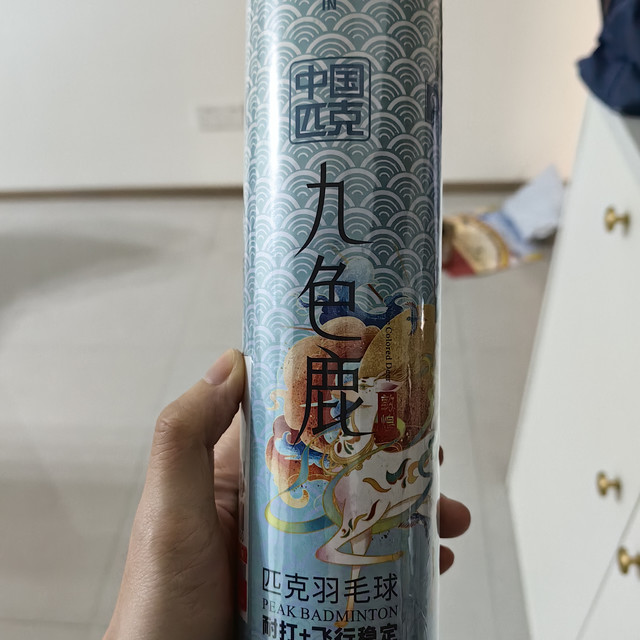 IN
中国
匹克
九色鹿
Colored Deer
匹克羽毛球
PEAK BADMINTON
耐打+飞行稳定